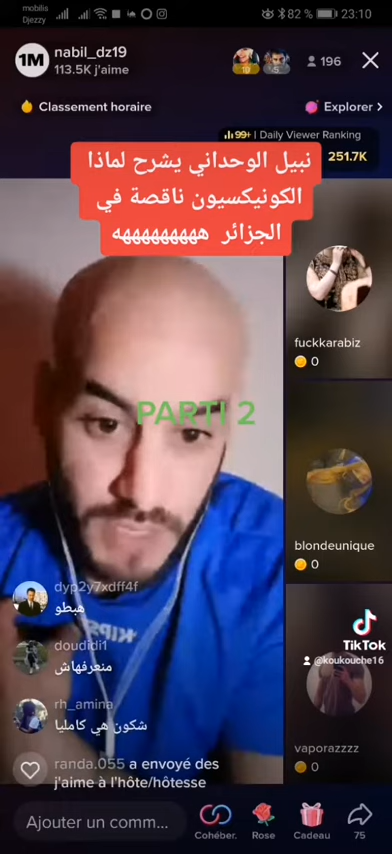 mobilis
Djezzy
82 %
23:10
1M
nabil_dz19
113.5K j'aime
196
Classement horaire
Explorer >
99+ | Daily Viewer Ranking
251.7K
نبيل الوحداني يشرح لماذا
الكونيكسيون ناقصة في
الجزائر هههههههههه
fuckkarabiz
0
PARTI 2
blondeunique
0
dyp2y7xdff4f
هبطو
doudidi1
منعرفهاش
KIPS
TikTok
@koukouche16
rh_amina
شكون هي كامليا
vaporazzzz
0
randa.055 a envoyé des
j'aime à l'hôte/hôtesse
Ajouter un comm...
Cohéber.
Rose
Cadeau
75